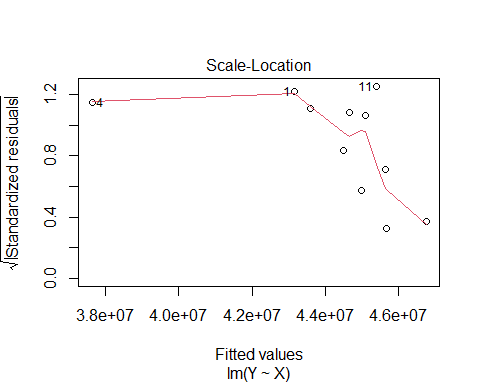 Scale-Location
√|Standardized residuals|
1.2
0.8
0.4
0.0
4
1
11
3.8e+07 4.0e+07 4.2e+07 4.4e+07 4.6e+07
Fitted values
lm(Y ~ X)